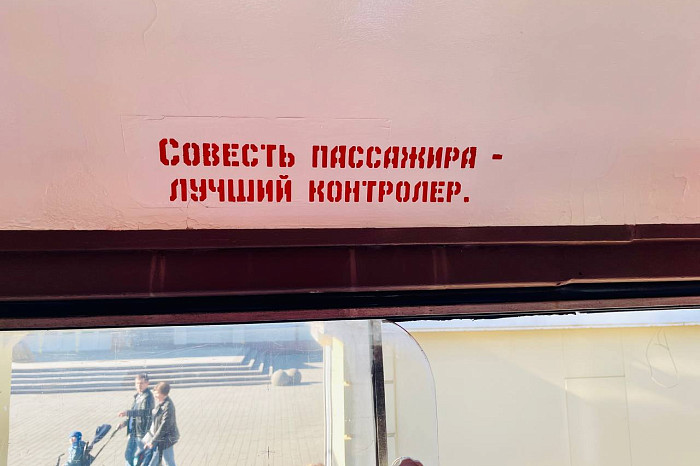 Совесть пассажира -
лучший контролер.